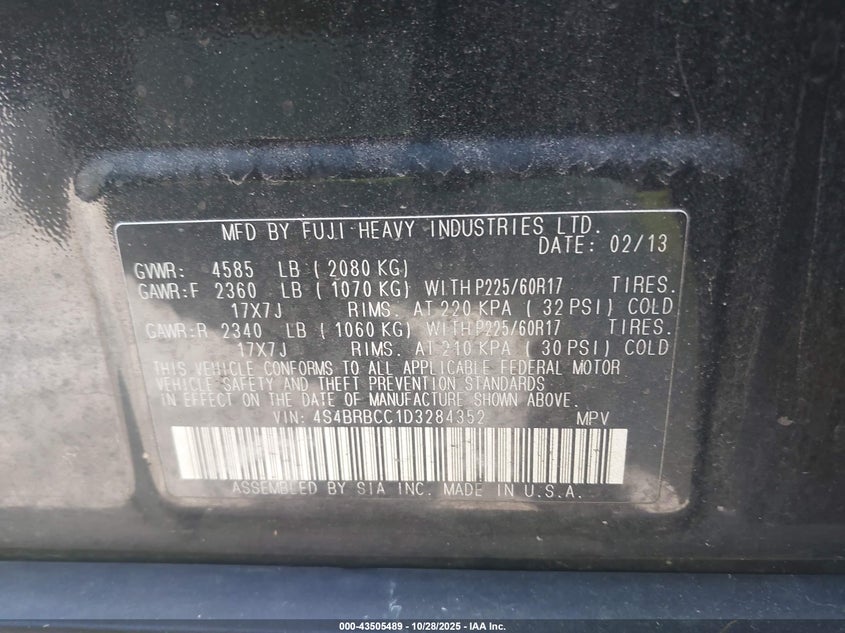 MFD BY FUJI HEAVY INDUSTRIES LTD.
DATE: 02/13
GVWR: 4585 LB ( 2080 KG)
GAWR:F 2360 LB ( 1070 KG) WITH P225/60R17 TIRES.
17X7J RIMS. AT 220 KPA ( 32 PSI) COLD
GAWR:R 2340 LB ( 1060 KG) WITH P225/60R17 TIRES.
17X7J RIMS. AT 210 KPA ( 30 PSI) COLD
THIS VEHICLE CONFORMS TO ALL APPLICABLE FEDERAL MOTOR
VEHICLE SAFETY AND THEFT PREVENTION STANDARDS
IN EFFECT ON THE DATE OF MANUFACTURE SHOWN ABOVE.
VIN: 4S4BRBCC1D3284352 MPV
ASSEMBLED BY SIA INC. MADE IN U.S.A.
000-43505489 - 10/28/2025 - IAA Inc.